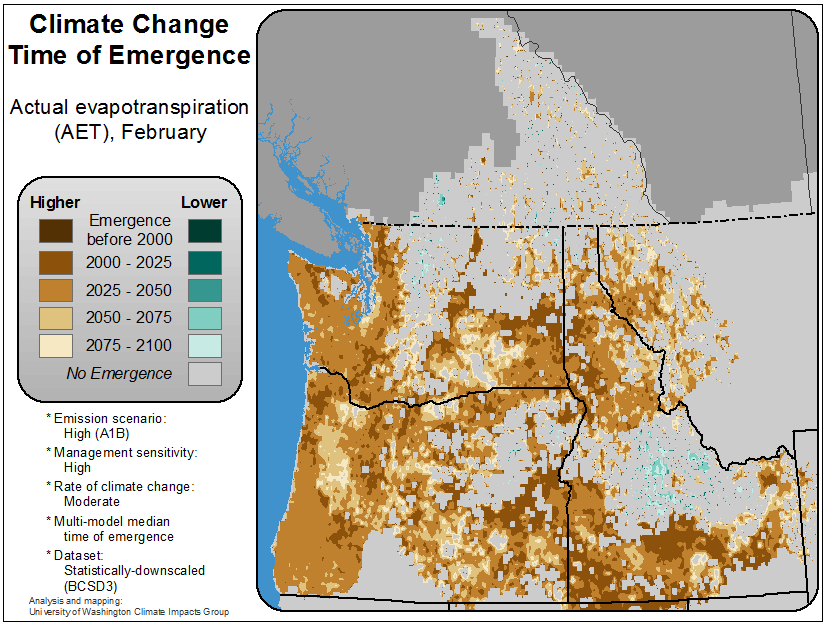 Climate Change
Time of Emergence
Actual evapotranspiration
(AET), February
Higher
Lower
Emergence
before 2000
2000 - 2025
2025 - 2050
2050 - 2075
2075 - 2100
No Emergence
* Emission scenario:
High (A1B)
* Management sensitivity:
High
* Rate of climate change:
Moderate
* Multi-model median
time of emergence
* Dataset:
Statistically-downscaled
(BCSD3)
Analysis and mapping:
University of Washington Climate Impacts Group